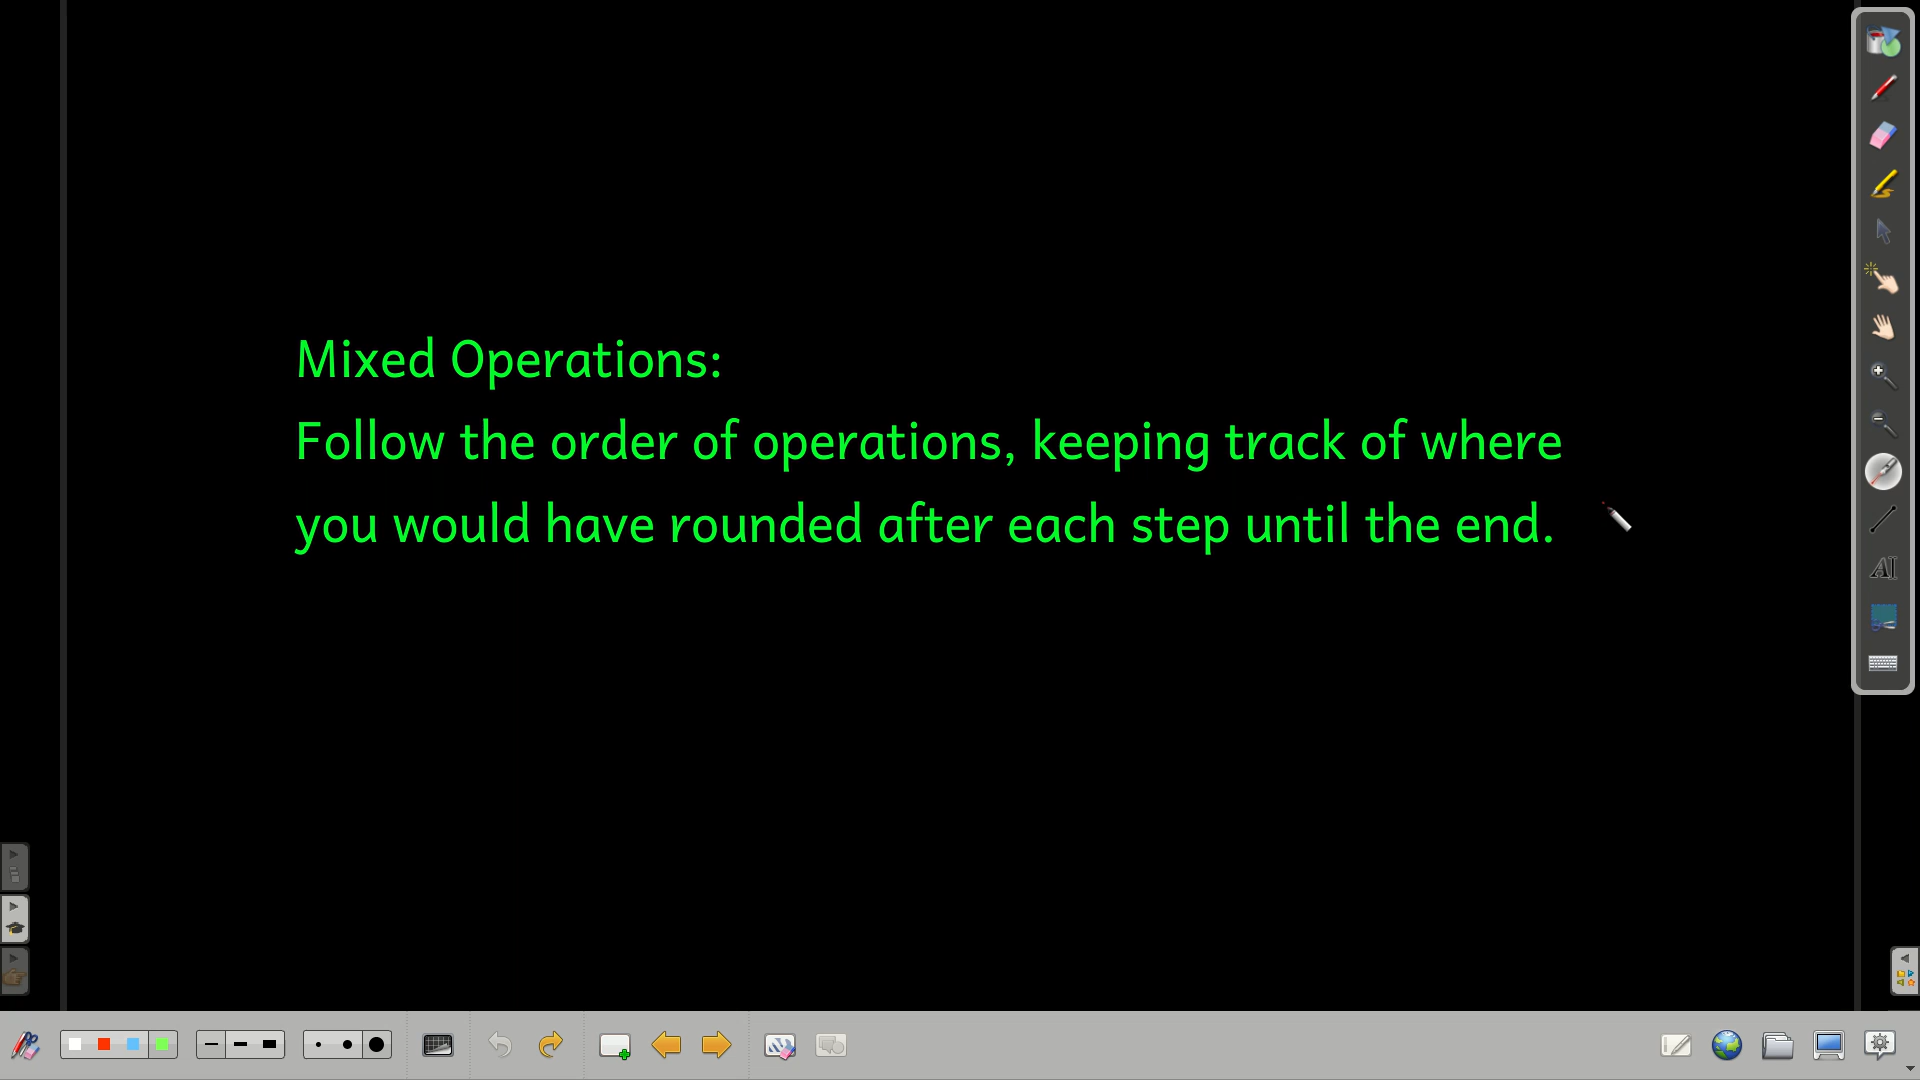 Mixed Operations:
Follow the order of operations, keeping track of where
you would have rounded after each step until the end.
AI